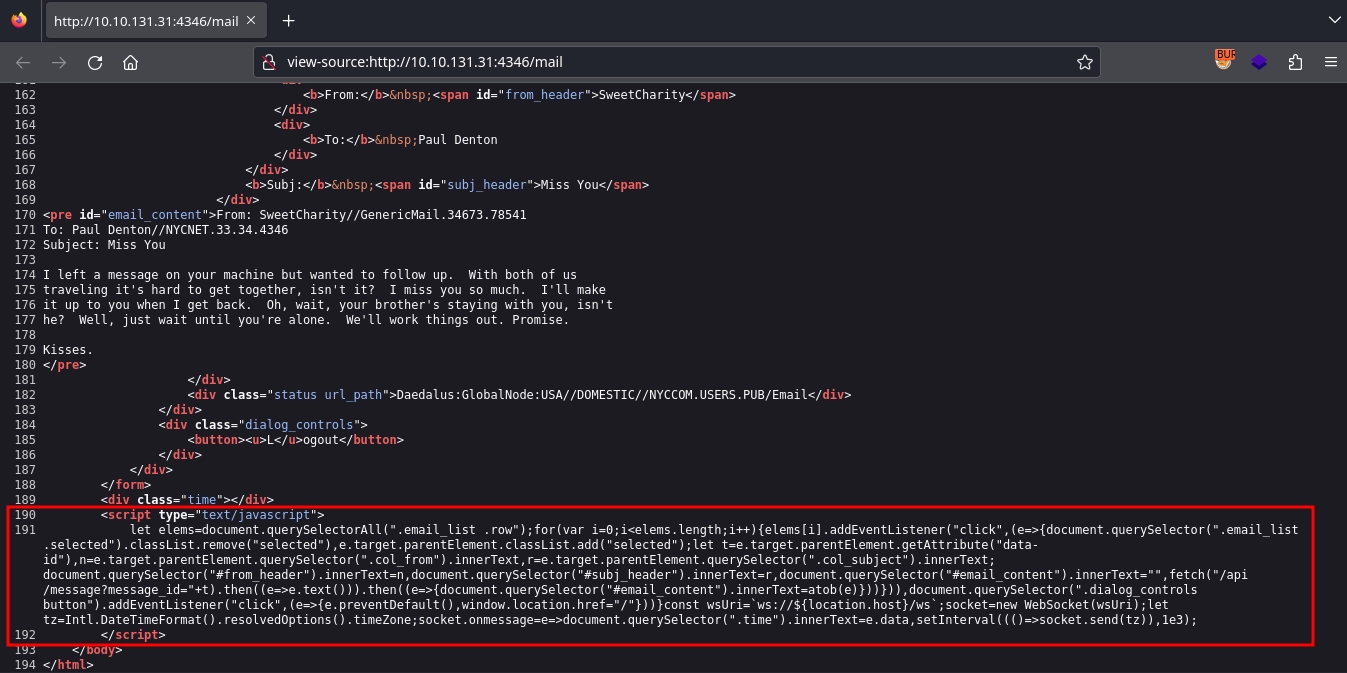 http://10.10.131.31:4346/mail
BUR
view-source:http://10.10.131.31:4346/mail
162 <b>From:</b>&nbsp;<span id="from_header">SweetCharity</span>
163 </div>
164 <div>
165 <b>To:</b>&nbsp;Paul Denton
166 </div>
167 </div>
168 <b>Subj:</b>&nbsp;<span id="subj_header">Miss You</span>
169 </div>
170 <pre id="email_content">From: SweetCharity//GenericMail.34673.78541
171 To: Paul Denton//NYCNET.33.34.4346
172 Subject: Miss You
173
174 I left a message on your machine but wanted to follow up.  With both of us
175 traveling it's hard to get together, isn't it?  I miss you so much.  I'll make
176 it up to you when I get back.  Oh, wait, your brother's staying with you, isn't
177 he?  Well, just wait until you're alone.  We'll work things out. Promise.
178
179 Kisses.
180 </pre>
181 </div>
182 <div class="status url_path">Daedalus:GlobalNode:USA//DOMESTIC//NYCCOM.USERS.PUB/Email</div>
183 </div>
184 <div class="dialog_controls">
185 <button><u>L</u>ogout</button>
186 </div>
187 </div>
188 </form>
189 <div class="time"></div>
190 <script type="text/javascript">
191 let elems=document.querySelectorAll(".email_list .row");for(var i=0;i<elems.length;i++){elems[i].addEventListener("click",(e=>{document.querySelector(".email_list
.selected").classList.remove("selected"),e.target.parentElement.classList.add("selected");let t=e.target.parentElement.getAttribute("data-
id"),n=e.target.parentElement.querySelector(".col_from").innerText,r=e.target.parentElement.querySelector(".col_subject").innerText;
document.querySelector("#from_header").innerText=n,document.querySelector("#subj_header").innerText=r,document.querySelector("#email_content").innerText="",fetch("/api
/message?message_id="+t).then((e=>e.text())).then((e=>{document.querySelector("#email_content").innerText=atob(e)}))})),document.querySelector(".dialog_controls
button").addEventListener("click",(e=>{e.preventDefault(),window.location.href="/"}))}const wsUri=`ws://${location.host}/ws`;socket=new WebSocket(wsUri);let
tz=Intl.DateTimeFormat().resolvedOptions().timeZone;socket.onmessage=e=>document.querySelector(".time").innerText=e.data,setInterval((()=>socket.send(tz)),1e3);
192 </script>
193 </body>
194 </html>